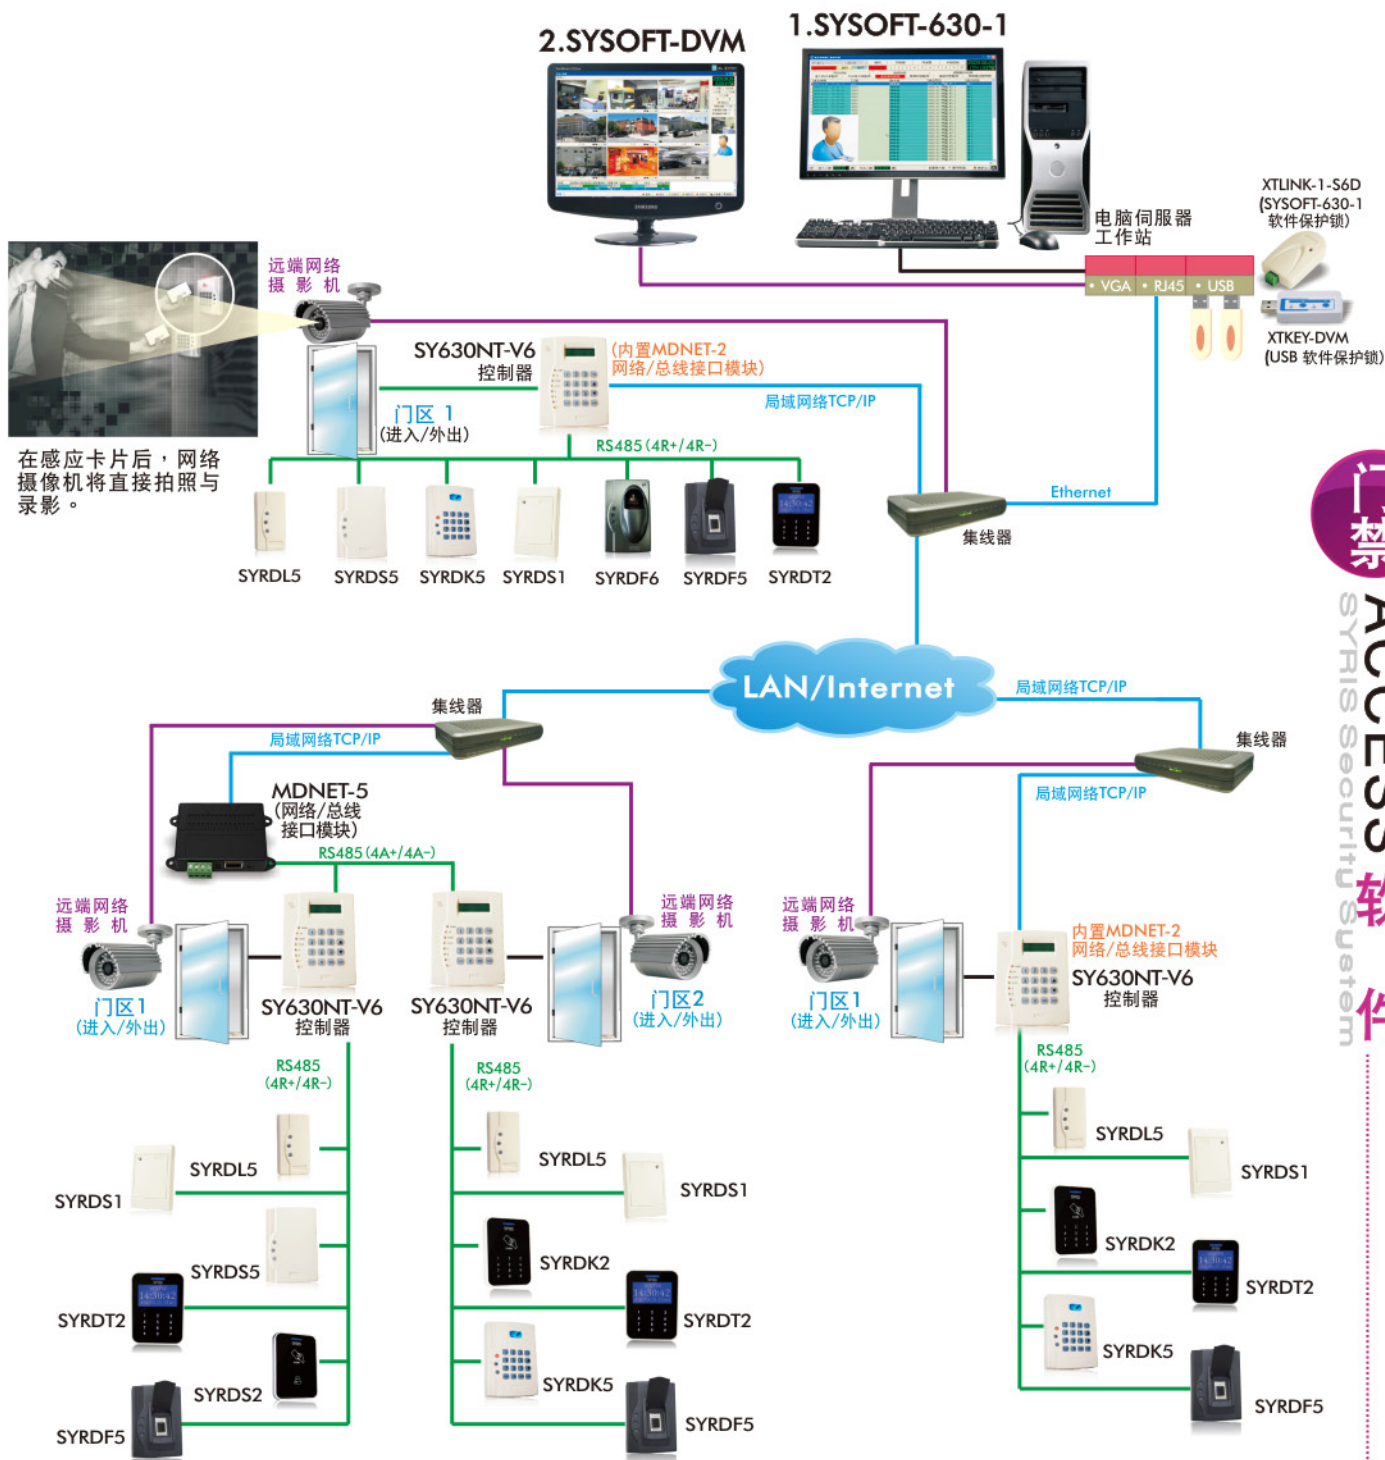 1.SYSOFT-630-1
2.SYSOFT-DVM
XTLINK-1-S6D
(SYSOFT-630-1
软件保护锁)
电脑伺服器
工作站
• VGA
• RJ45
• USB
XTKEY-DVM
(USB 软件保护锁)
远端网络
摄影机
SY630NT-V6
控制器
(内置MDNET-2
网络/总线接口模块)
局域网络TCP/IP
门区 1
(进入/外出)
RS485 (4R+/4R−)
在感应卡片后，网络
摄像机将直接拍照与
录影。
SYRDL5
SYRDS5
SYRDK5
SYRDS1
SYRDF6
SYRDF5
SYRDT2
Ethernet
集线器
门禁
ACCESS 软件
SYRIS Security System
LAN/Internet
局域网络TCP/IP
集线器
集线器
局域网络TCP/IP
局域网络TCP/IP
MDNET-5
(网络/总线
接口模块)
RS485 (4A+/4A−)
远端网络
摄影机
门区1
(进入/外出)
SY630NT-V6
控制器
SY630NT-V6
控制器
远端网络
摄影机
门区2
(进入/外出)
远端网络
摄影机
门区1
(进入/外出)
内置MDNET-2
网络/总线接口模块
SY630NT-V6
控制器
RS485
(4R+/4R−)
SYRDL5
SYRDS1
SYRDS5
SYRDT2
SYRDS2
SYRDF5
RS485
(4R+/4R−)
SYRDL5
SYRDS1
SYRDK2
SYRDT2
SYRDK5
SYRDF5
RS485
(4R+/4R−)
SYRDL5
SYRDS1
SYRDK2
SYRDT2
SYRDK5
SYRDF5